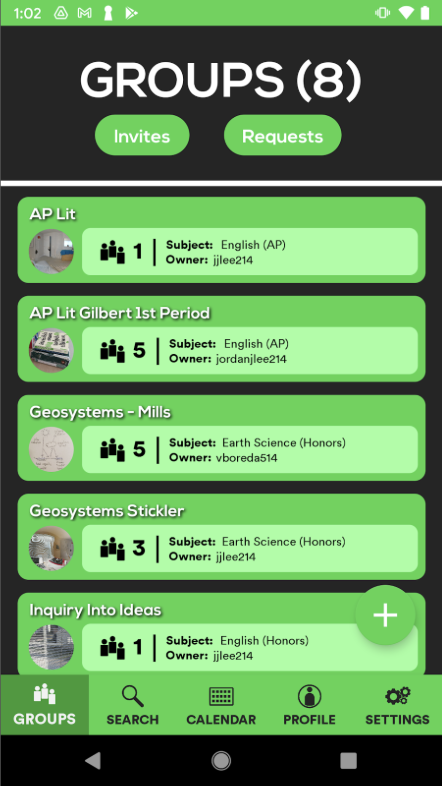 1:02
GROUPS (8)
Invites Requests
AP Lit
1 Subject: English (AP)
Owner: jjlee214
AP Lit Gilbert 1st Period
5 Subject: English (AP)
Owner: jordanjlee214
Geosystems - Mills
5 Subject: Earth Science (Honors)
Owner: vboreda514
Geosystems Stickler
3 Subject: Earth Science (Honors)
Owner: jjlee214
Inquiry Into Ideas
1 Subject: English (Honors)
Owner: jjlee214
GROUPS SEARCH CALENDAR PROFILE SETTINGS